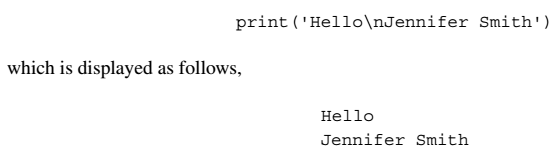 print('Hello\nJennifer Smith')
which is displayed as follows,
Hello
Jennifer Smith